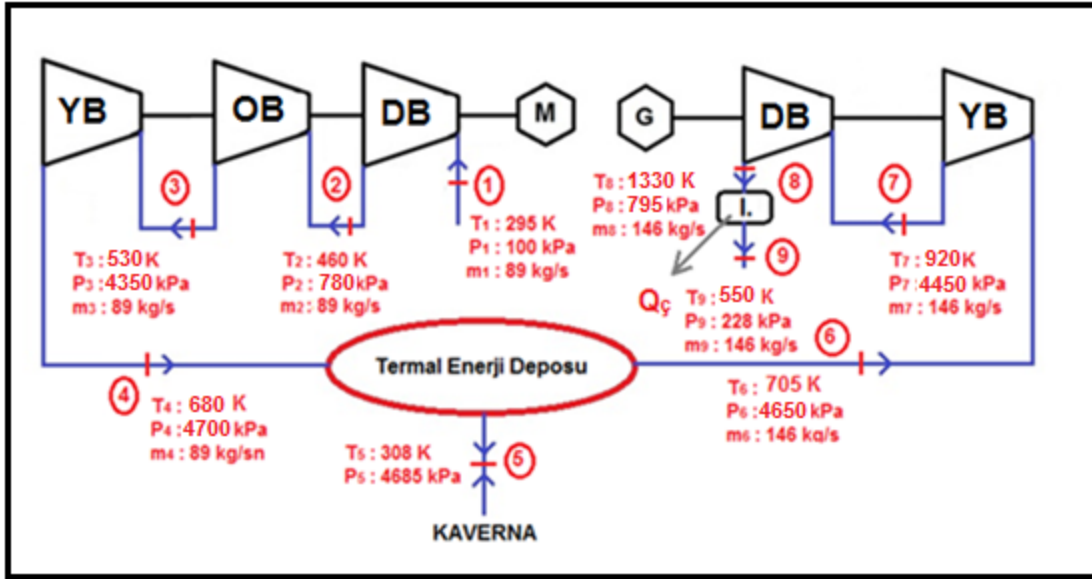 YB
OB
DB
M
G
DB
YB
3
2
1
8
7
T₃ : 530 K
P₃ : 4350 kPa
m₃ : 89 kg/s
T₂ : 460 K
P₂ : 780kPa
m₂ : 89 kg/s
T₁ : 295 K
P₁ : 100 kPa
m₁ : 89 kg/s
T₈ : 1330 K
P₈ : 795 kPa
m₈ : 146 kg/s
I.
9
Qç
T₉ : 550 K
P₉ : 228 kPa
m₉ : 146 kg/s
T₇ : 920K
P₇ : 4450 kPa
m₇ : 146 kg/s
Termal Enerji Deposu
6
4
T₄ : 680 K
P₄ : 4700 kPa
m₄ : 89 kg/sn
T₅ : 308 K
P₅ : 4685 kPa
5
T₆ : 705 K
P₆ : 4650 kPa
m₆ : 146 kg/s
KAVERNA